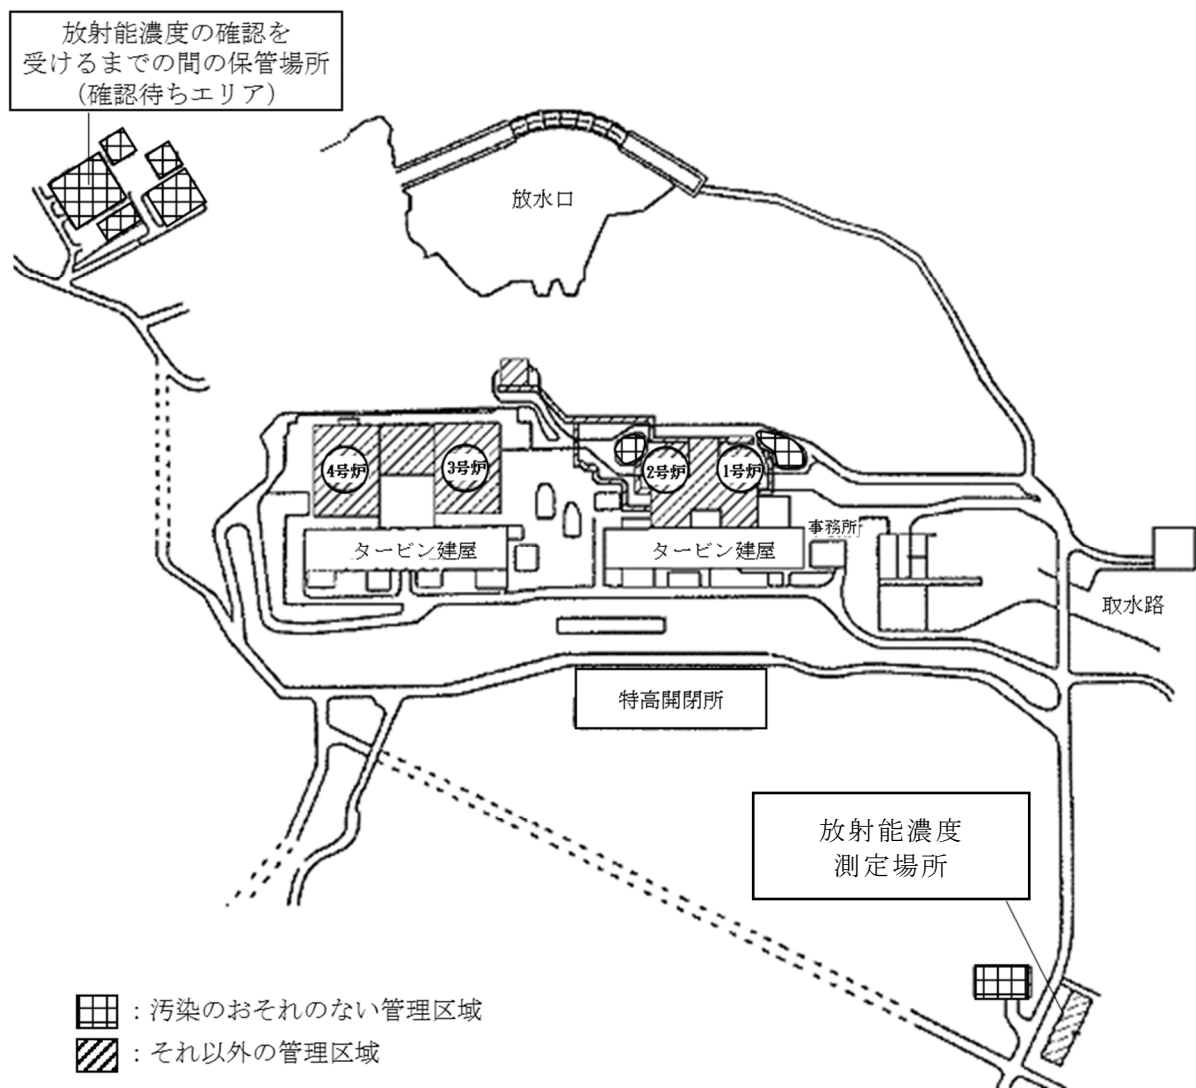 放射能濃度の確認を
受けるまでの間の保管場所
（確認待ちエリア）
放水口
4号炉
3号炉
2号炉
1号炉
事務所
タービン建屋
タービン建屋
取水路
特高開閉所
放射能濃度
測定場所
：汚染のおそれのない管理区域
：それ以外の管理区域